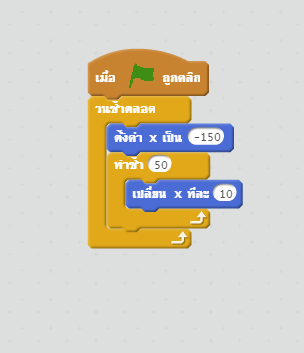 เมื่อ ถูกคลิก
วนซ้ำตลอด
ตั้งค่า x เป็น -150
ทำซ้ำ 50
เปลี่ยน x ทีละ 10